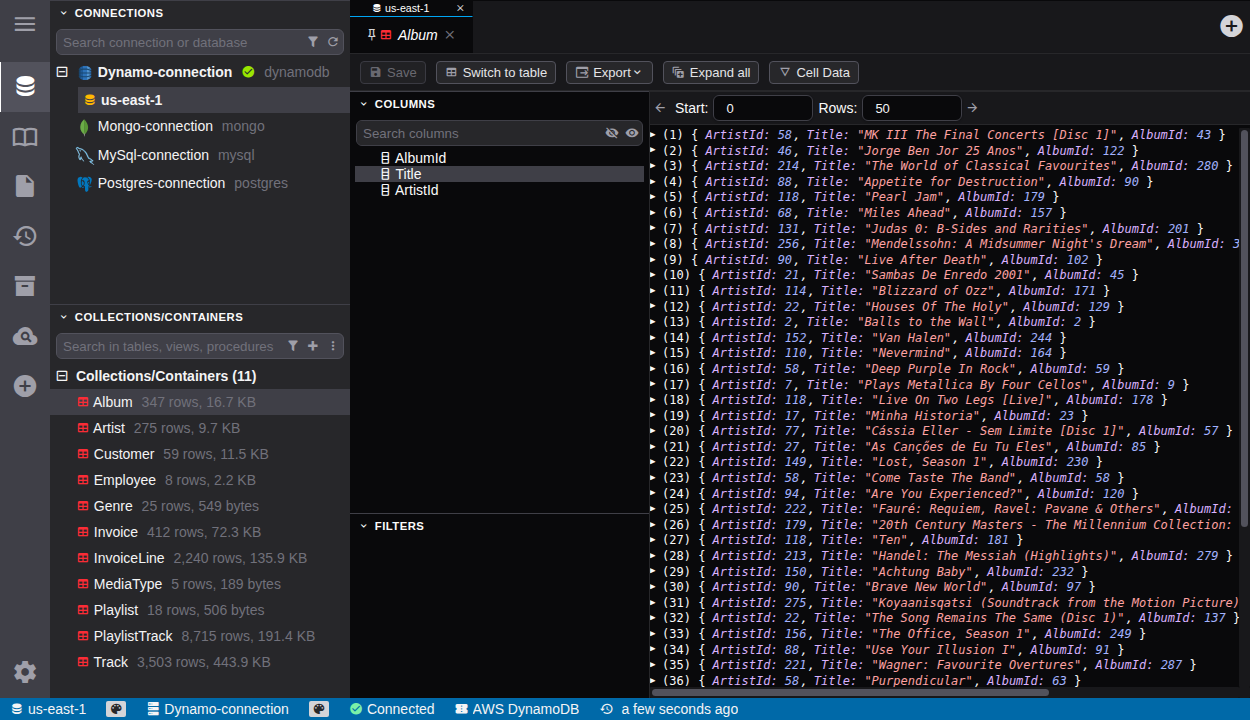 CONNECTIONS
Search connection or database
Dynamo-connection dynamodb
us-east-1
Mongo-connection mongo
MySql-connection mysql
Postgres-connection postgres
COLLECTIONS/CONTAINERS
Search in tables, views, procedures
Collections/Containers (11)
Album 347 rows, 16.7 KB
Artist 275 rows, 9.7 KB
Customer 59 rows, 11.5 KB
Employee 8 rows, 2.2 KB
Genre 25 rows, 549 bytes
Invoice 412 rows, 72.3 KB
InvoiceLine 2,240 rows, 135.9 KB
MediaType 5 rows, 189 bytes
Playlist 18 rows, 506 bytes
PlaylistTrack 8,715 rows, 191.4 KB
Track 3,503 rows, 443.9 KB
us-east-1
Album
Save Switch to table Export Expand all Cell Data
COLUMNS
Search columns
AlbumId
Title
ArtistId
FILTERS
Start: 0 Rows: 50
(1) { ArtistId: 58, Title: "MK III The Final Concerts [Disc 1]", AlbumId: 43 }
(2) { ArtistId: 46, Title: "Jorge Ben Jor 25 Anos", AlbumId: 122 }
(3) { ArtistId: 214, Title: "The World of Classical Favourites", AlbumId: 280 }
(4) { ArtistId: 88, Title: "Appetite for Destruction", AlbumId: 90 }
(5) { ArtistId: 118, Title: "Pearl Jam", AlbumId: 179 }
(6) { ArtistId: 68, Title: "Miles Ahead", AlbumId: 157 }
(7) { ArtistId: 131, Title: "Judas 0: B-Sides and Rarities", AlbumId: 201 }
(8) { ArtistId: 256, Title: "Mendelssohn: A Midsummer Night's Dream", AlbumId: 3
(9) { ArtistId: 90, Title: "Live After Death", AlbumId: 102 }
(10) { ArtistId: 21, Title: "Sambas De Enredo 2001", AlbumId: 45 }
(11) { ArtistId: 114, Title: "Blizzard of Ozz", AlbumId: 171 }
(12) { ArtistId: 22, Title: "Houses Of The Holy", AlbumId: 129 }
(13) { ArtistId: 2, Title: "Balls to the Wall", AlbumId: 2 }
(14) { ArtistId: 152, Title: "Van Halen", AlbumId: 244 }
(15) { ArtistId: 110, Title: "Nevermind", AlbumId: 164 }
(16) { ArtistId: 58, Title: "Deep Purple In Rock", AlbumId: 59 }
(17) { ArtistId: 7, Title: "Plays Metallica By Four Cellos", AlbumId: 9 }
(18) { ArtistId: 118, Title: "Live On Two Legs [Live]", AlbumId: 178 }
(19) { ArtistId: 17, Title: "Minha Historia", AlbumId: 23 }
(20) { ArtistId: 77, Title: "Cássia Eller - Sem Limite [Disc 1]", AlbumId: 57 }
(21) { ArtistId: 27, Title: "As Canções de Eu Tu Eles", AlbumId: 85 }
(22) { ArtistId: 149, Title: "Lost, Season 1", AlbumId: 230 }
(23) { ArtistId: 58, Title: "Come Taste The Band", AlbumId: 58 }
(24) { ArtistId: 94, Title: "Are You Experienced?", AlbumId: 120 }
(25) { ArtistId: 222, Title: "Fauré: Requiem, Ravel: Pavane & Others", AlbumId:
(26) { ArtistId: 179, Title: "20th Century Masters - The Millennium Collection:
(27) { ArtistId: 118, Title: "Ten", AlbumId: 181 }
(28) { ArtistId: 213, Title: "Handel: The Messiah (Highlights)", AlbumId: 279 }
(29) { ArtistId: 150, Title: "Achtung Baby", AlbumId: 232 }
(30) { ArtistId: 90, Title: "Brave New World", AlbumId: 97 }
(31) { ArtistId: 275, Title: "Koyaanisqatsi (Soundtrack from the Motion Picture)
(32) { ArtistId: 22, Title: "The Song Remains The Same (Disc 1)", AlbumId: 137 }
(33) { ArtistId: 156, Title: "The Office, Season 1", AlbumId: 249 }
(34) { ArtistId: 88, Title: "Use Your Illusion I", AlbumId: 91 }
(35) { ArtistId: 221, Title: "Wagner: Favourite Overtures", AlbumId: 287 }
(36) { ArtistId: 58, Title: "Purpendicular", AlbumId: 63 }
us-east-1 Dynamo-connection Connected AWS DynamoDB a few seconds ago